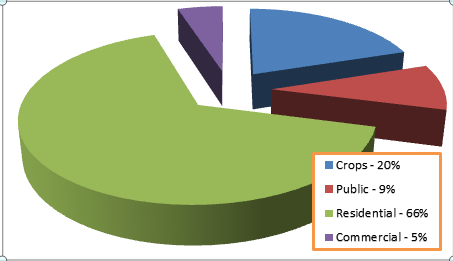 Crops - 20%
Public - 9%
Residential - 66%
Commercial - 5%